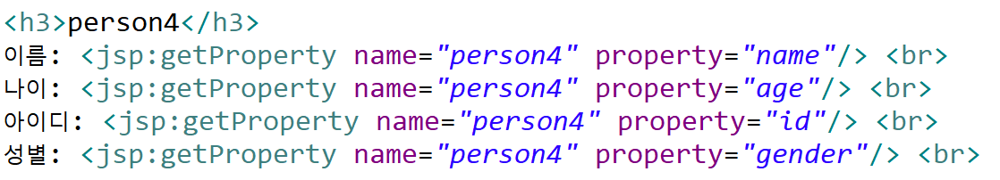 <h3>person4</h3>
이름: <jsp:getProperty name="person4" property="name"/> <br>
나이: <jsp:getProperty name="person4" property="age"/> <br>
아이디: <jsp:getProperty name="person4" property="id"/> <br>
성별: <jsp:getProperty name="person4" property="gender"/> <br>